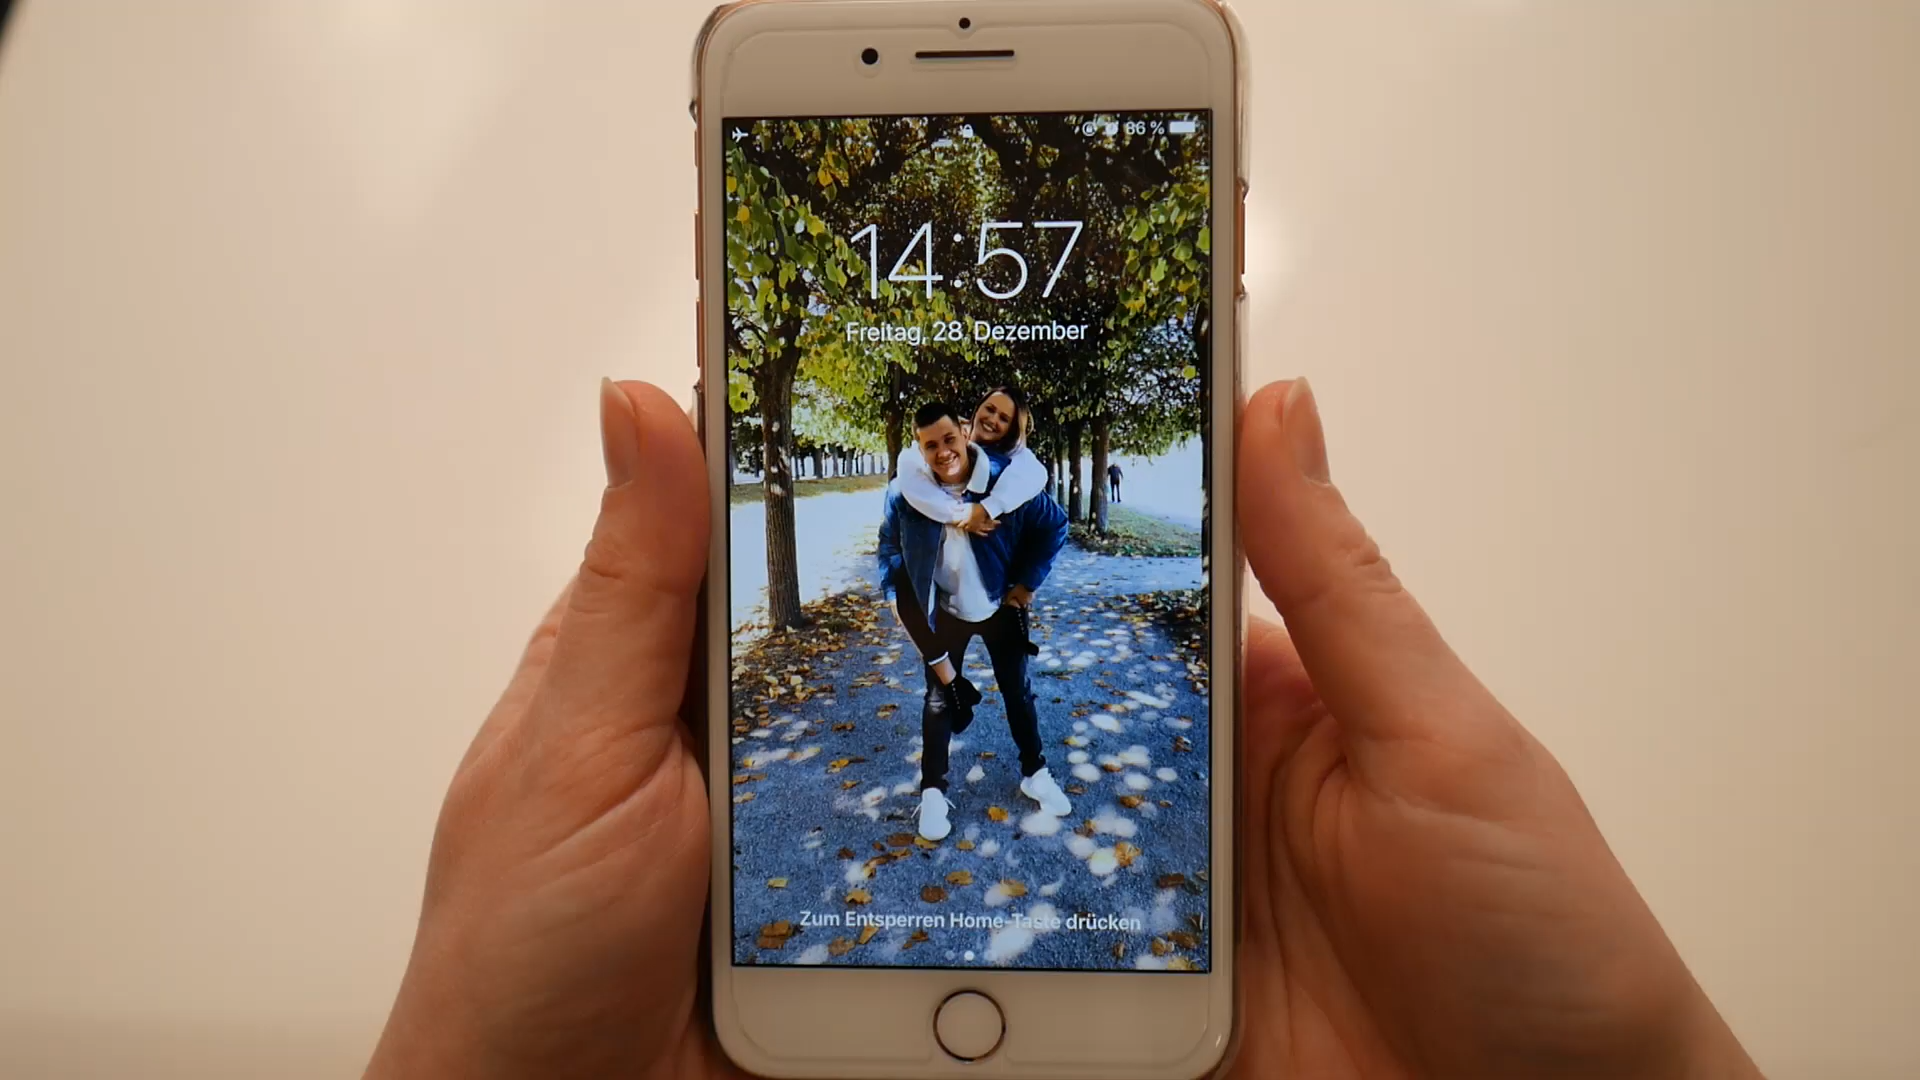 86 %
14:57
Freitag, 28. Dezember
Zum Entsperren Home-Taste drücken